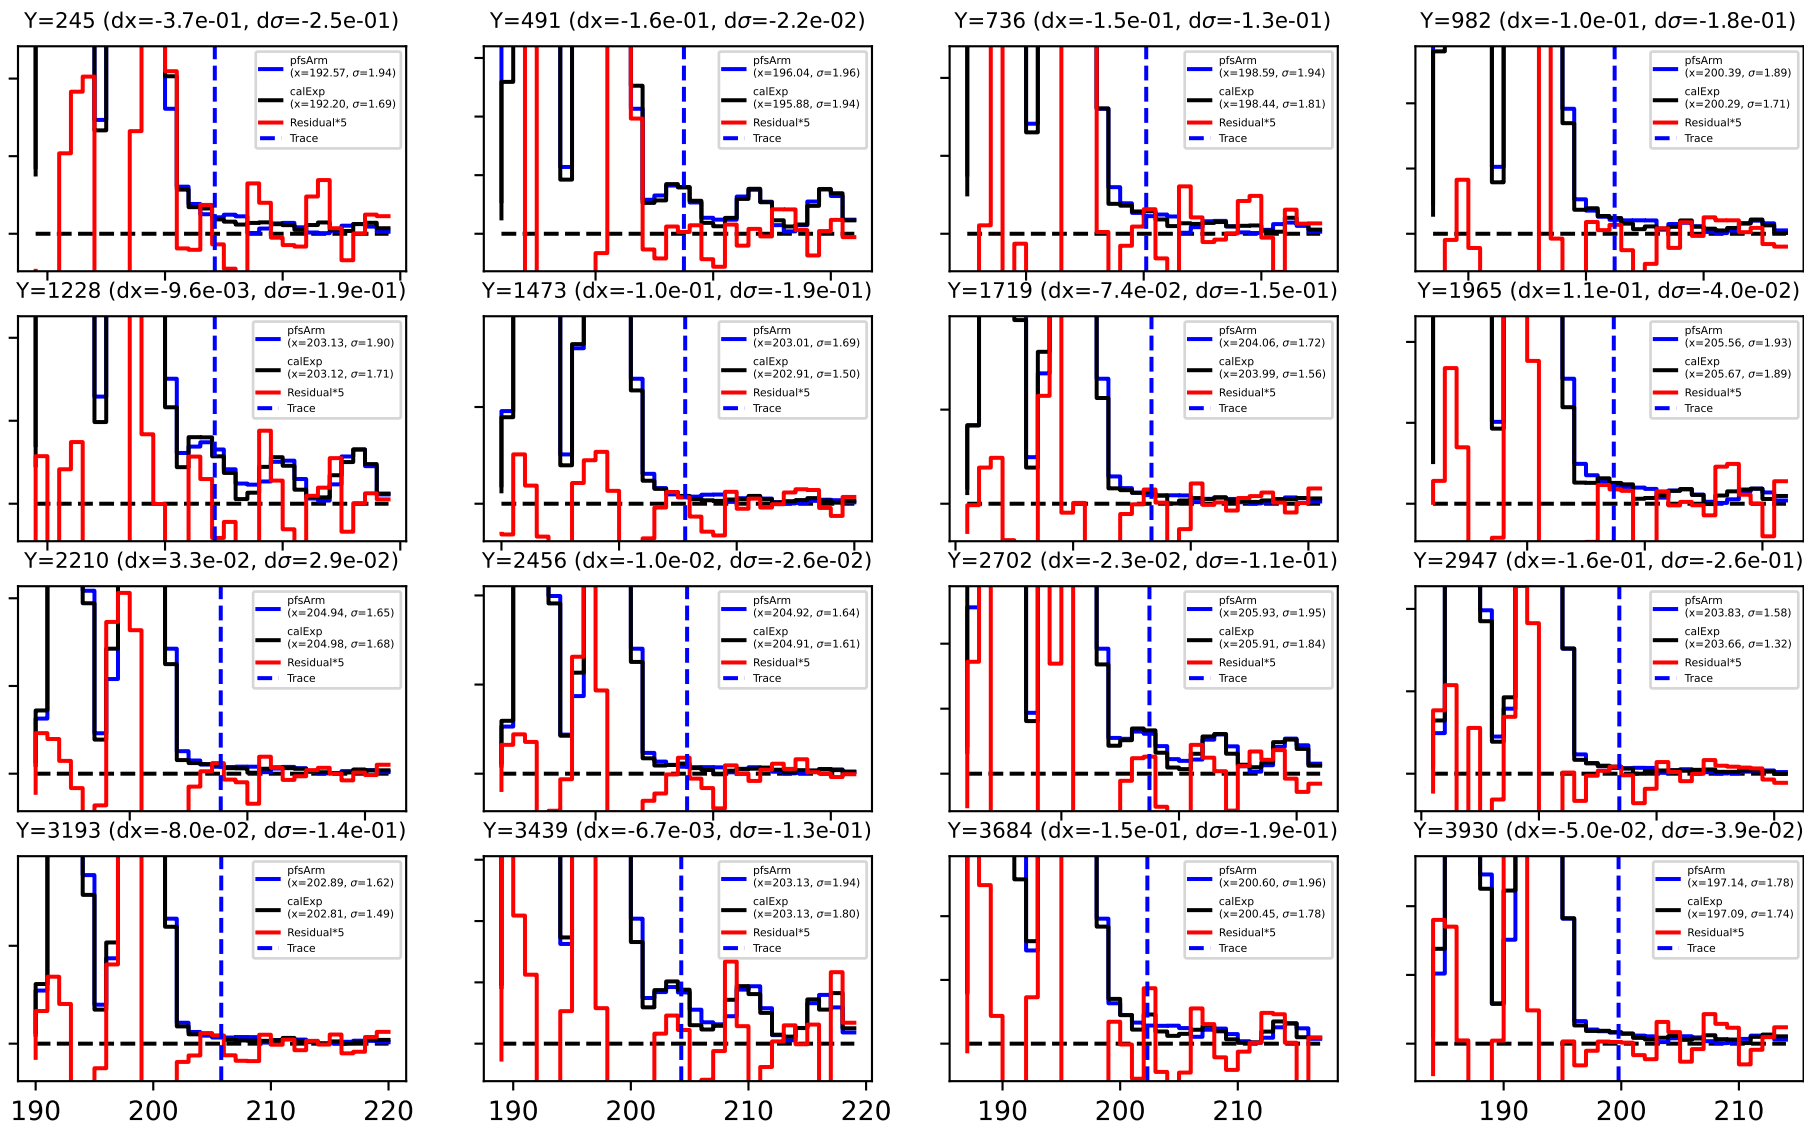 Y=245 (dx=-3.7e-01, dσ=-2.5e-01)
pfsArm
(x=192.57, σ=1.94)
calExp
(x=192.20, σ=1.69)
Residual*5
Trace
Y=491 (dx=-1.6e-01, dσ=-2.2e-02)
pfsArm
(x=196.04, σ=1.96)
calExp
(x=195.88, σ=1.94)
Residual*5
Trace
Y=736 (dx=-1.5e-01, dσ=-1.3e-01)
pfsArm
(x=198.59, σ=1.94)
calExp
(x=198.44, σ=1.81)
Residual*5
Trace
Y=982 (dx=-1.0e-01, dσ=-1.8e-01)
pfsArm
(x=200.39, σ=1.89)
calExp
(x=200.29, σ=1.71)
Residual*5
Trace
Y=1228 (dx=-9.6e-03, dσ=-1.9e-01)
pfsArm
(x=203.13, σ=1.90)
calExp
(x=203.12, σ=1.71)
Residual*5
Trace
Y=1473 (dx=-1.0e-01, dσ=-1.9e-01)
pfsArm
(x=203.01, σ=1.69)
calExp
(x=202.91, σ=1.50)
Residual*5
Trace
Y=1719 (dx=-7.4e-02, dσ=-1.5e-01)
pfsArm
(x=204.06, σ=1.72)
calExp
(x=203.99, σ=1.56)
Residual*5
Trace
Y=1965 (dx=1.1e-01, dσ=-4.0e-02)
pfsArm
(x=205.56, σ=1.93)
calExp
(x=205.67, σ=1.89)
Residual*5
Trace
Y=2210 (dx=3.3e-02, dσ=2.9e-02)
pfsArm
(x=204.94, σ=1.65)
calExp
(x=204.98, σ=1.68)
Residual*5
Trace
Y=2456 (dx=-1.0e-02, dσ=-2.6e-02)
pfsArm
(x=204.92, σ=1.64)
calExp
(x=204.91, σ=1.61)
Residual*5
Trace
Y=2702 (dx=-2.3e-02, dσ=-1.1e-01)
pfsArm
(x=205.93, σ=1.95)
calExp
(x=205.91, σ=1.84)
Residual*5
Trace
Y=2947 (dx=-1.6e-01, dσ=-2.6e-01)
pfsArm
(x=203.83, σ=1.58)
calExp
(x=203.66, σ=1.32)
Residual*5
Trace
Y=3193 (dx=-8.0e-02, dσ=-1.4e-01)
pfsArm
(x=202.89, σ=1.62)
calExp
(x=202.81, σ=1.49)
Residual*5
Trace
Y=3439 (dx=-6.7e-03, dσ=-1.3e-01)
pfsArm
(x=203.13, σ=1.94)
calExp
(x=203.13, σ=1.80)
Residual*5
Trace
Y=3684 (dx=-1.5e-01, dσ=-1.9e-01)
pfsArm
(x=200.60, σ=1.96)
calExp
(x=200.45, σ=1.78)
Residual*5
Trace
Y=3930 (dx=-5.0e-02, dσ=-3.9e-02)
pfsArm
(x=197.14, σ=1.78)
calExp
(x=197.09, σ=1.74)
Residual*5
Trace
190 200 210 220
190 200 210 220
190 200 210
190 200 210